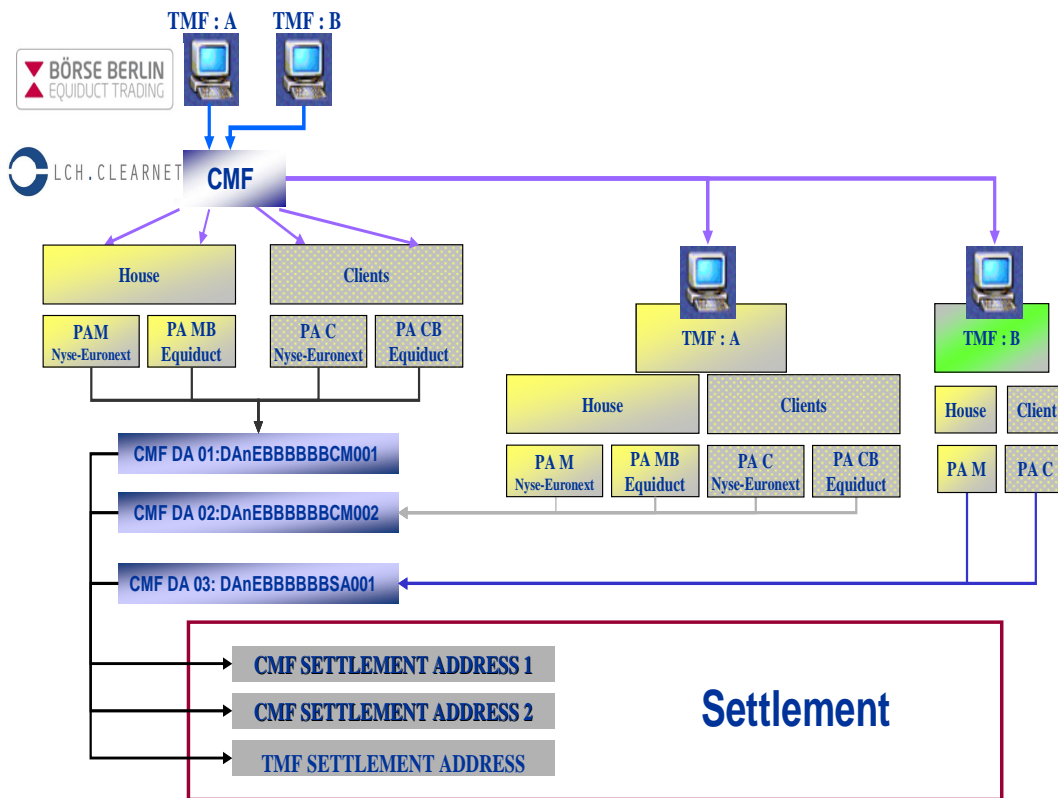 TMF : A
TMF : B
BÖRSE BERLIN
EQUIDUCT TRADING
LCH.CLEARNET
CMF
House
Clients
PAM
Nyse-Euronext
PA MB
Equiduct
PA C
Nyse-Euronext
PA CB
Equiduct
TMF : A
TMF : B
House
Clients
House
Client
PA M
Nyse-Euronext
PA MB
Equiduct
PA C
Nyse-Euronext
PA CB
Equiduct
PA M
PA C
CMF DA 01:DAnEBBBBBBCM001
CMF DA 02:DAnEBBBBBBCM002
CMF DA 03: DAnEBBBBBBSA001
CMF SETTLEMENT ADDRESS 1
CMF SETTLEMENT ADDRESS 2
TMF SETTLEMENT ADDRESS
Settlement